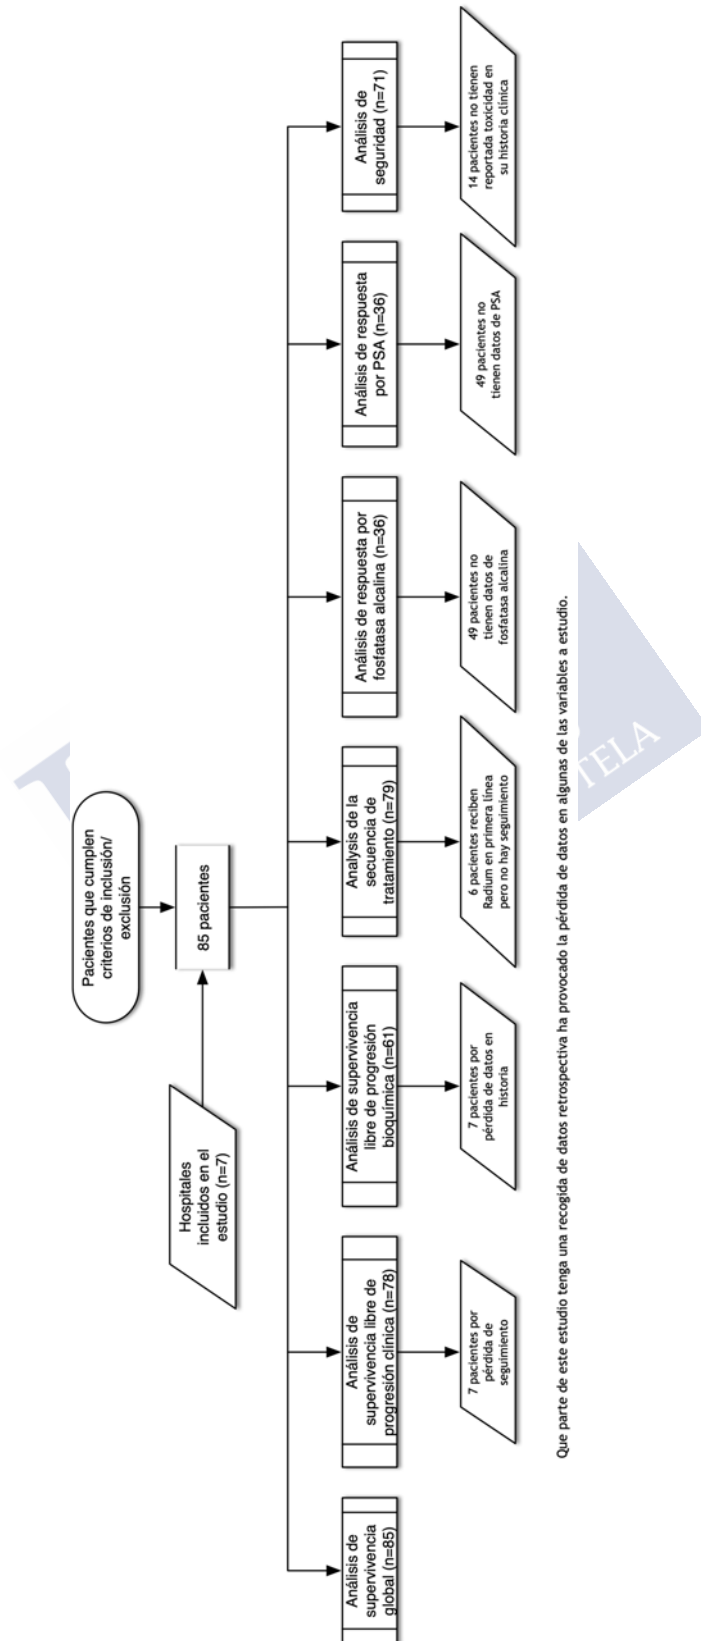 Pacientes que cumplen
criterios de inclusión/
exclusión
Hospitales
incluidos en el
estudio (n=7)
85 pacientes
Análisis de
supervivencia
global (n=85)
Análisis de
supervivencia libre de
progresión clínica (n=78)
Análisis de supervivencia
libre de progresión
bioquímica (n=61)
Analysis de la
secuencia de
tratamiento (n=79)
Análisis de respuesta por
fosfatasa alcalina (n=36)
Análisis de respuesta
por PSA (n=36)
Análisis de
seguridad (n=71)
7 pacientes por
pérdida de
seguimiento
7 pacientes por
pérdida de datos en
historia
6 pacientes reciben
Radium en primera línea
pero no hay seguimiento
49 pacientes no
tienen datos de
fosfatasa alcalina
49 pacientes no
tienen datos de PSA
14 pacientes no tienen
reportada toxicidad en
su historia clínica
Que parte de este estudio tenga una recogida de datos retrospectiva ha provocado la pérdida de datos en algunas de las variables a estudio.